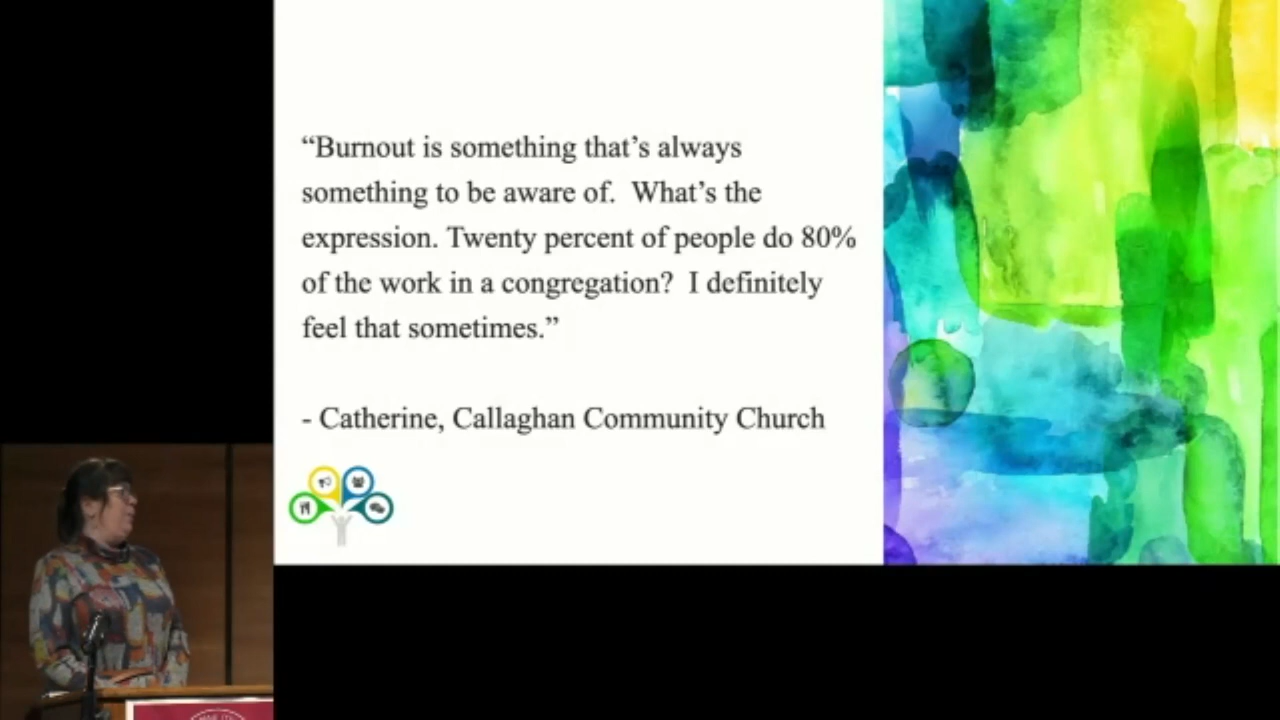 “Burnout is something that’s always
something to be aware of.  What’s the
expression. Twenty percent of people do 80%
of the work in a congregation?  I definitely
feel that sometimes.”
- Catherine, Callaghan Community Church